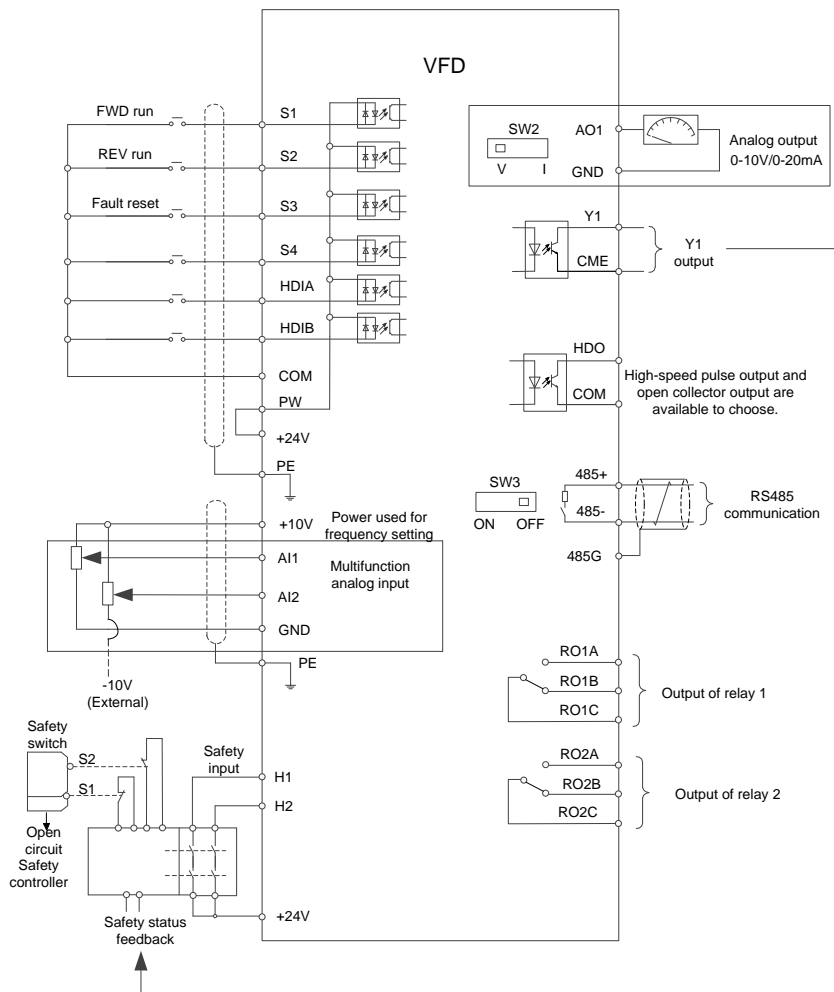 VFD
FWD run
S1
REV run
S2
Fault reset
S3
S4
HDIA
HDIB
COM
PW
+24V
PE
SW2
V I
AO1
GND
Analog output
0-10V/0-20mA
Y1
CME
Y1
output
HDO
COM
High-speed pulse output and
open collector output are
available to choose.
SW3
ON OFF
485+
485-
485G
RS485
communication
+10V
Power used for
frequency setting
AI1
AI2
GND
Multifunction
analog input
PE
-10V
(External)
RO1A
RO1B
RO1C
Output of relay 1
RO2A
RO2B
RO2C
Output of relay 2
Safety
switch
S2
S1
Open
circuit
Safety
controller
Safety
input
H1
H2
+24V
Safety status
feedback